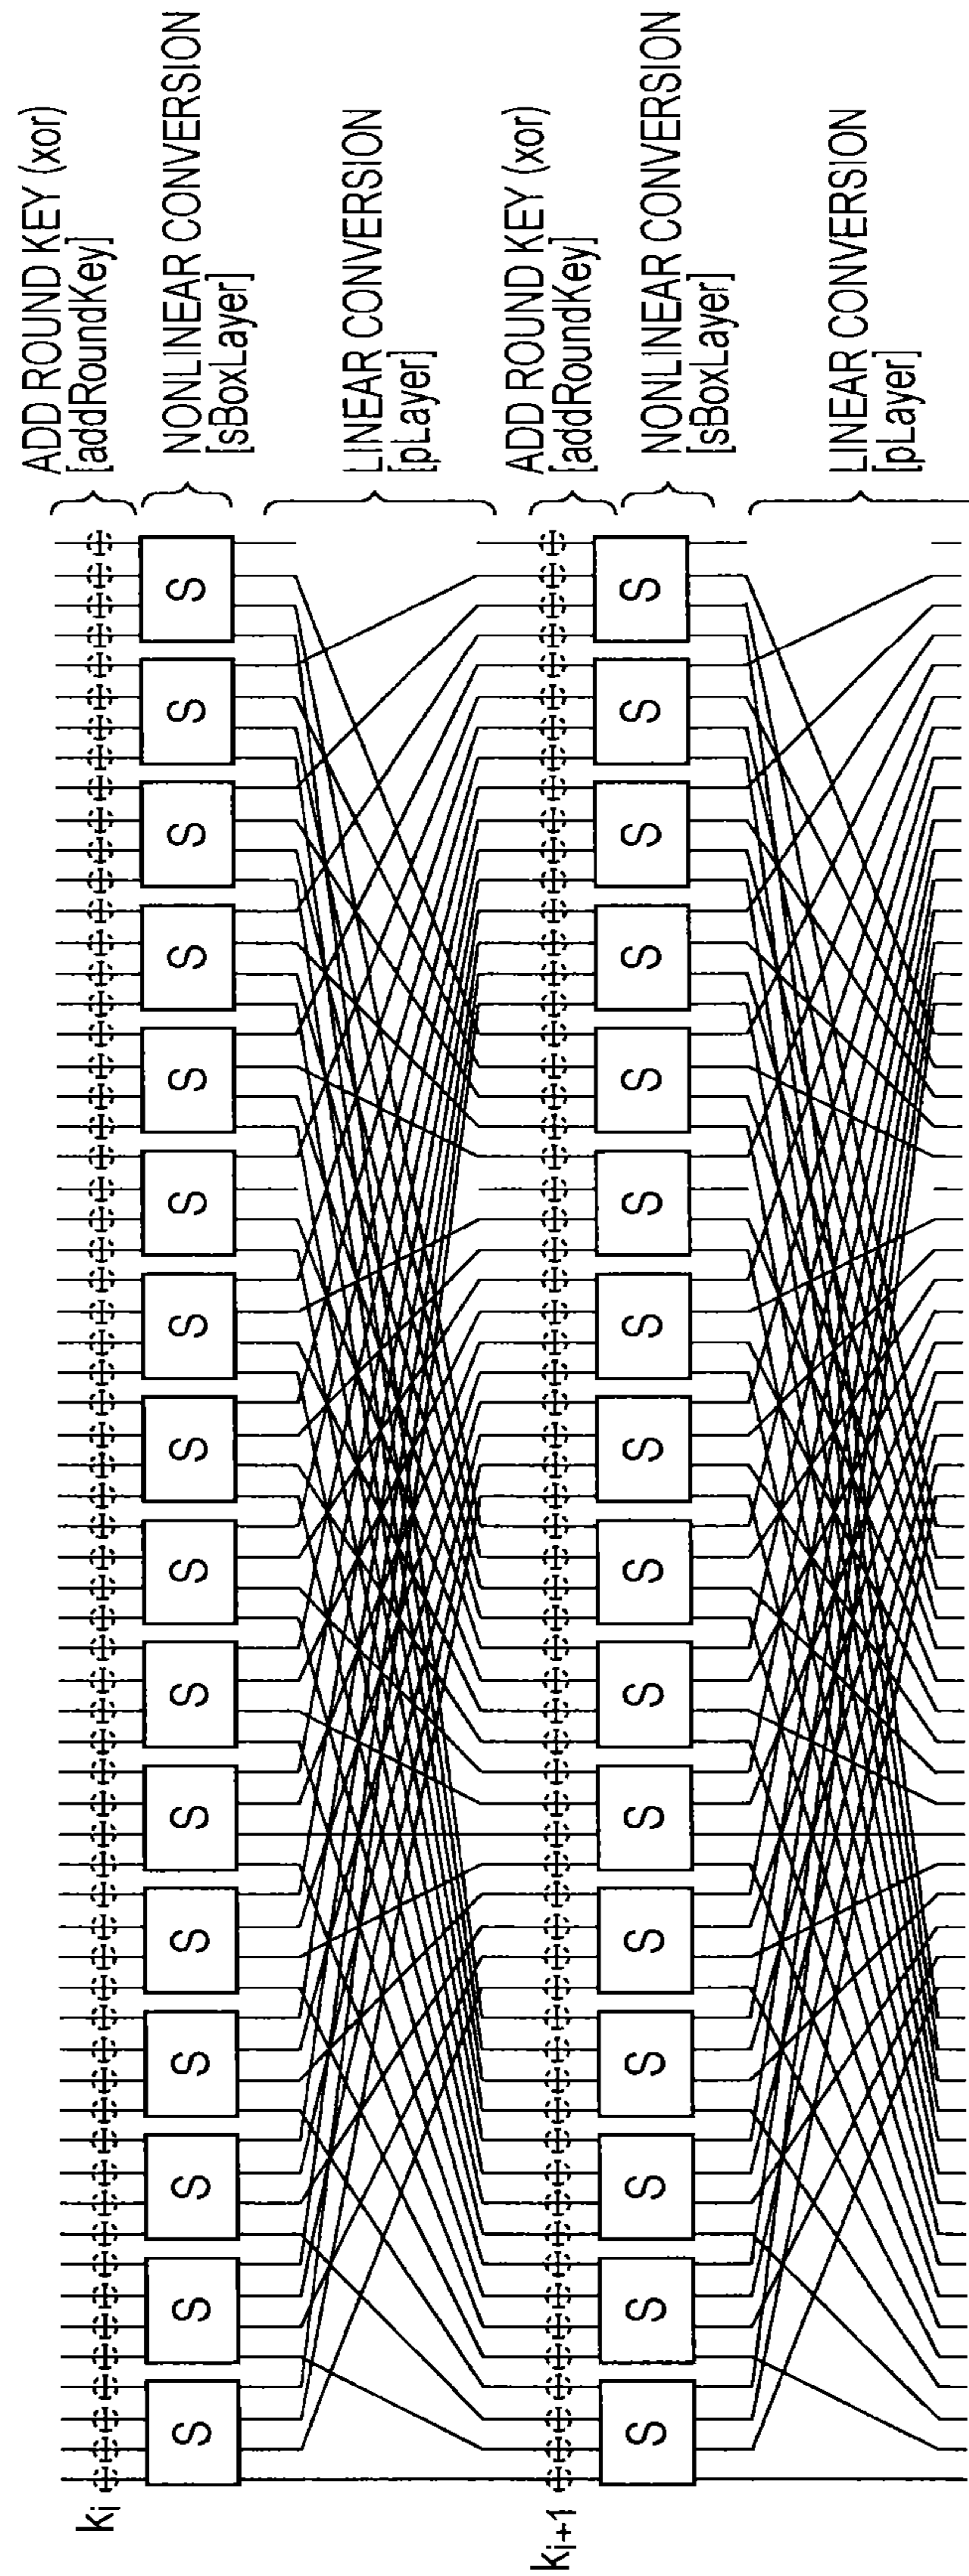 kᵢ
ADD ROUND KEY (xor)
[addRoundKey]
S S S S S S S S S S S S S S S S
NONLINEAR CONVERSION
[sBoxLayer]
LINEAR CONVERSION
[pLayer]
kᵢ₊₁
ADD ROUND KEY (xor)
[addRoundKey]
S S S S S S S S S S S S S S S S
NONLINEAR CONVERSION
[sBoxLayer]
LINEAR CONVERSION
[pLayer]